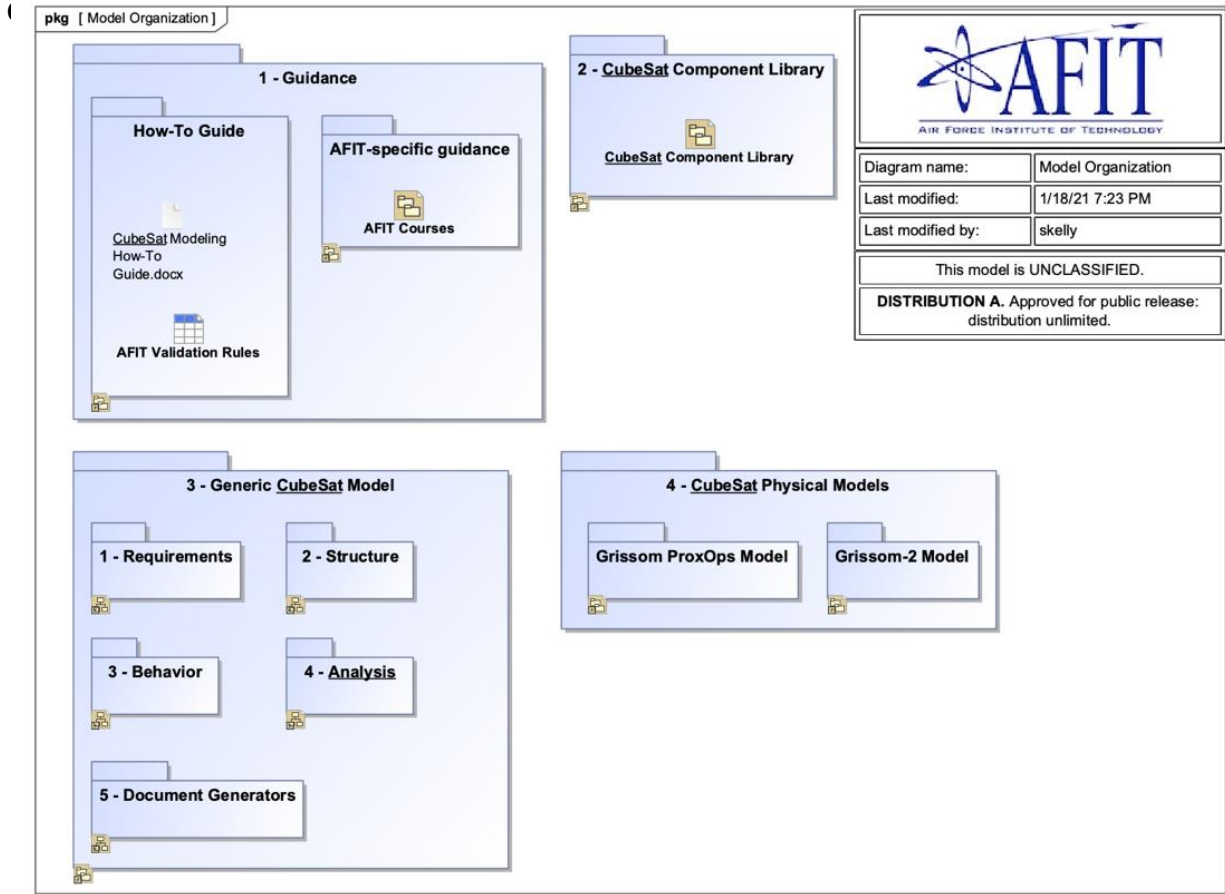 pkg [ Model Organization ]
1 - Guidance
How-To Guide
CubeSat Modeling
How-To
Guide.docx
AFIT Validation Rules
AFIT-specific guidance
AFIT Courses
2 - CubeSat Component Library
CubeSat Component Library
AFIT
AIR FORCE INSTITUTE OF TECHNOLOGY
Diagram name: Model Organization
Last modified: 1/18/21 7:23 PM
Last modified by: skelly
This model is UNCLASSIFIED.
DISTRIBUTION A. Approved for public release:
distribution unlimited.
3 - Generic CubeSat Model
1 - Requirements
2 - Structure
3 - Behavior
4 - Analysis
5 - Document Generators
4 - CubeSat Physical Models
Grissom ProxOps Model
Grissom-2 Model